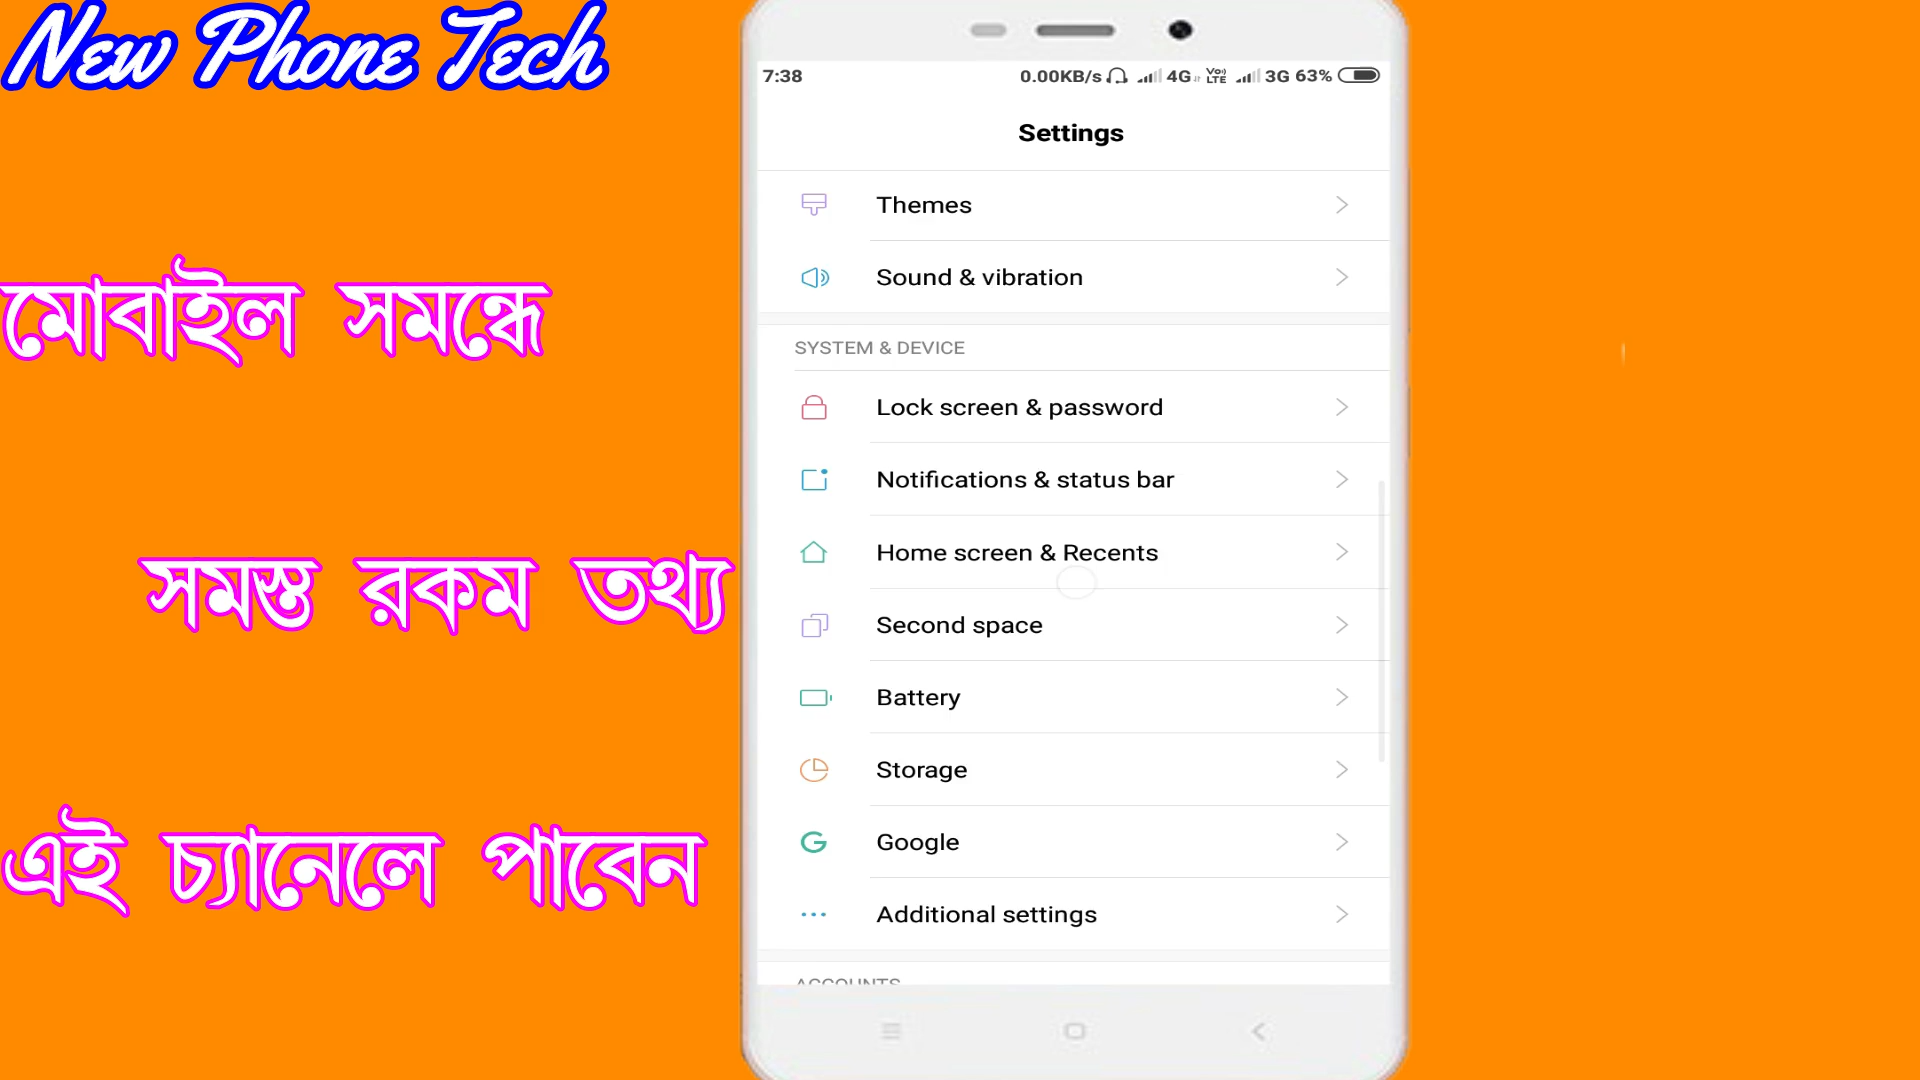 New Phone Tech
মোবাইল সমন্ধে
সমস্ত রকম তথ্য
এই চ্যানেলে পাবেন
7:38 0.00KB/s 4G VoLTE 3G 63%
Settings
Themes
Sound & vibration
SYSTEM & DEVICE
Lock screen & password
Notifications & status bar
Home screen & Recents
Second space
Battery
Storage
Google
Additional settings
ACCOUNTS